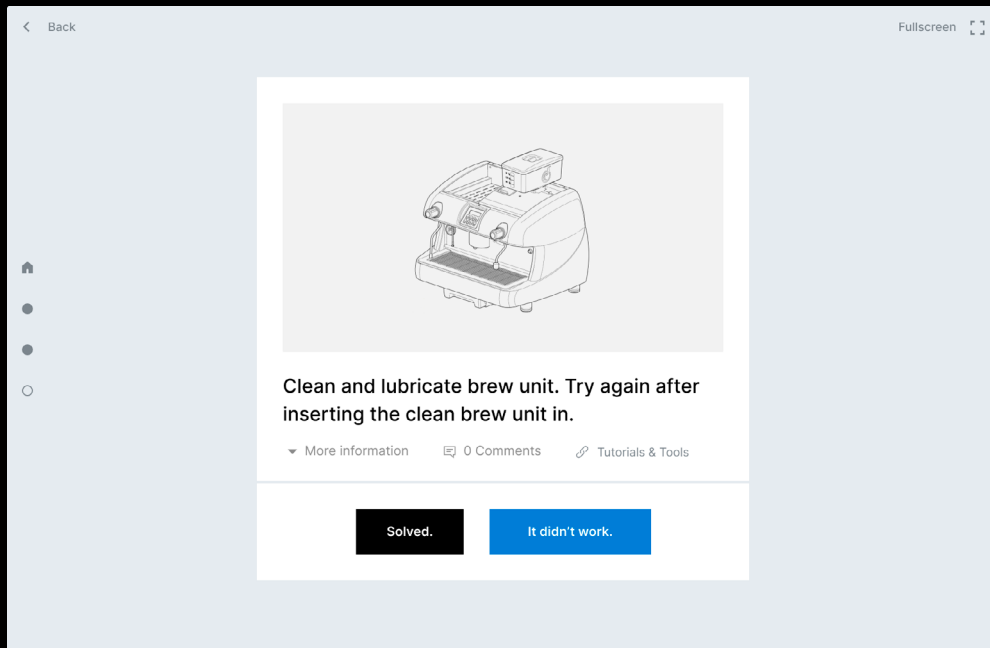 Back
Fullscreen
Clean and lubricate brew unit. Try again after
inserting the clean brew unit in.
More information
0 Comments
Tutorials & Tools
Solved.
It didn’t work.